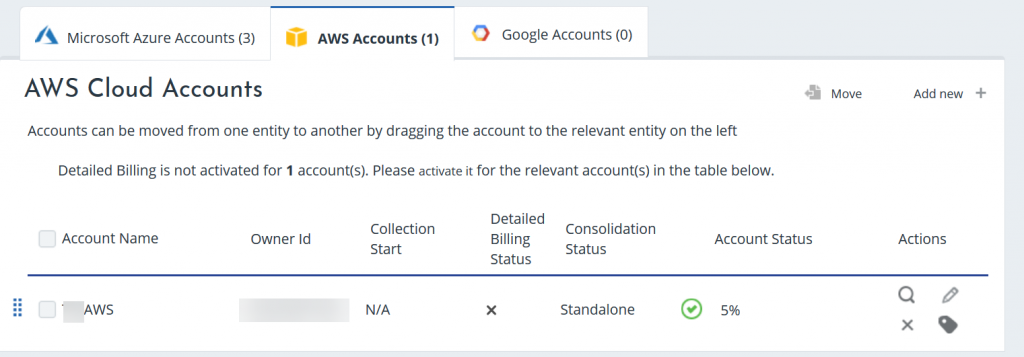 Microsoft Azure Accounts (3)
AWS Accounts (1)
Google Accounts (0)
AWS Cloud Accounts
Move
Add new +
Accounts can be moved from one entity to another by dragging the account to the relevant entity on the left
Detailed Billing is not activated for 1 account(s). Please activate it for the relevant account(s) in the table below.
Account Name
Owner Id
Collection
Start
Detailed
Billing
Status
Consolidation
Status
Account Status
Actions
AWS
N/A
Standalone
5%